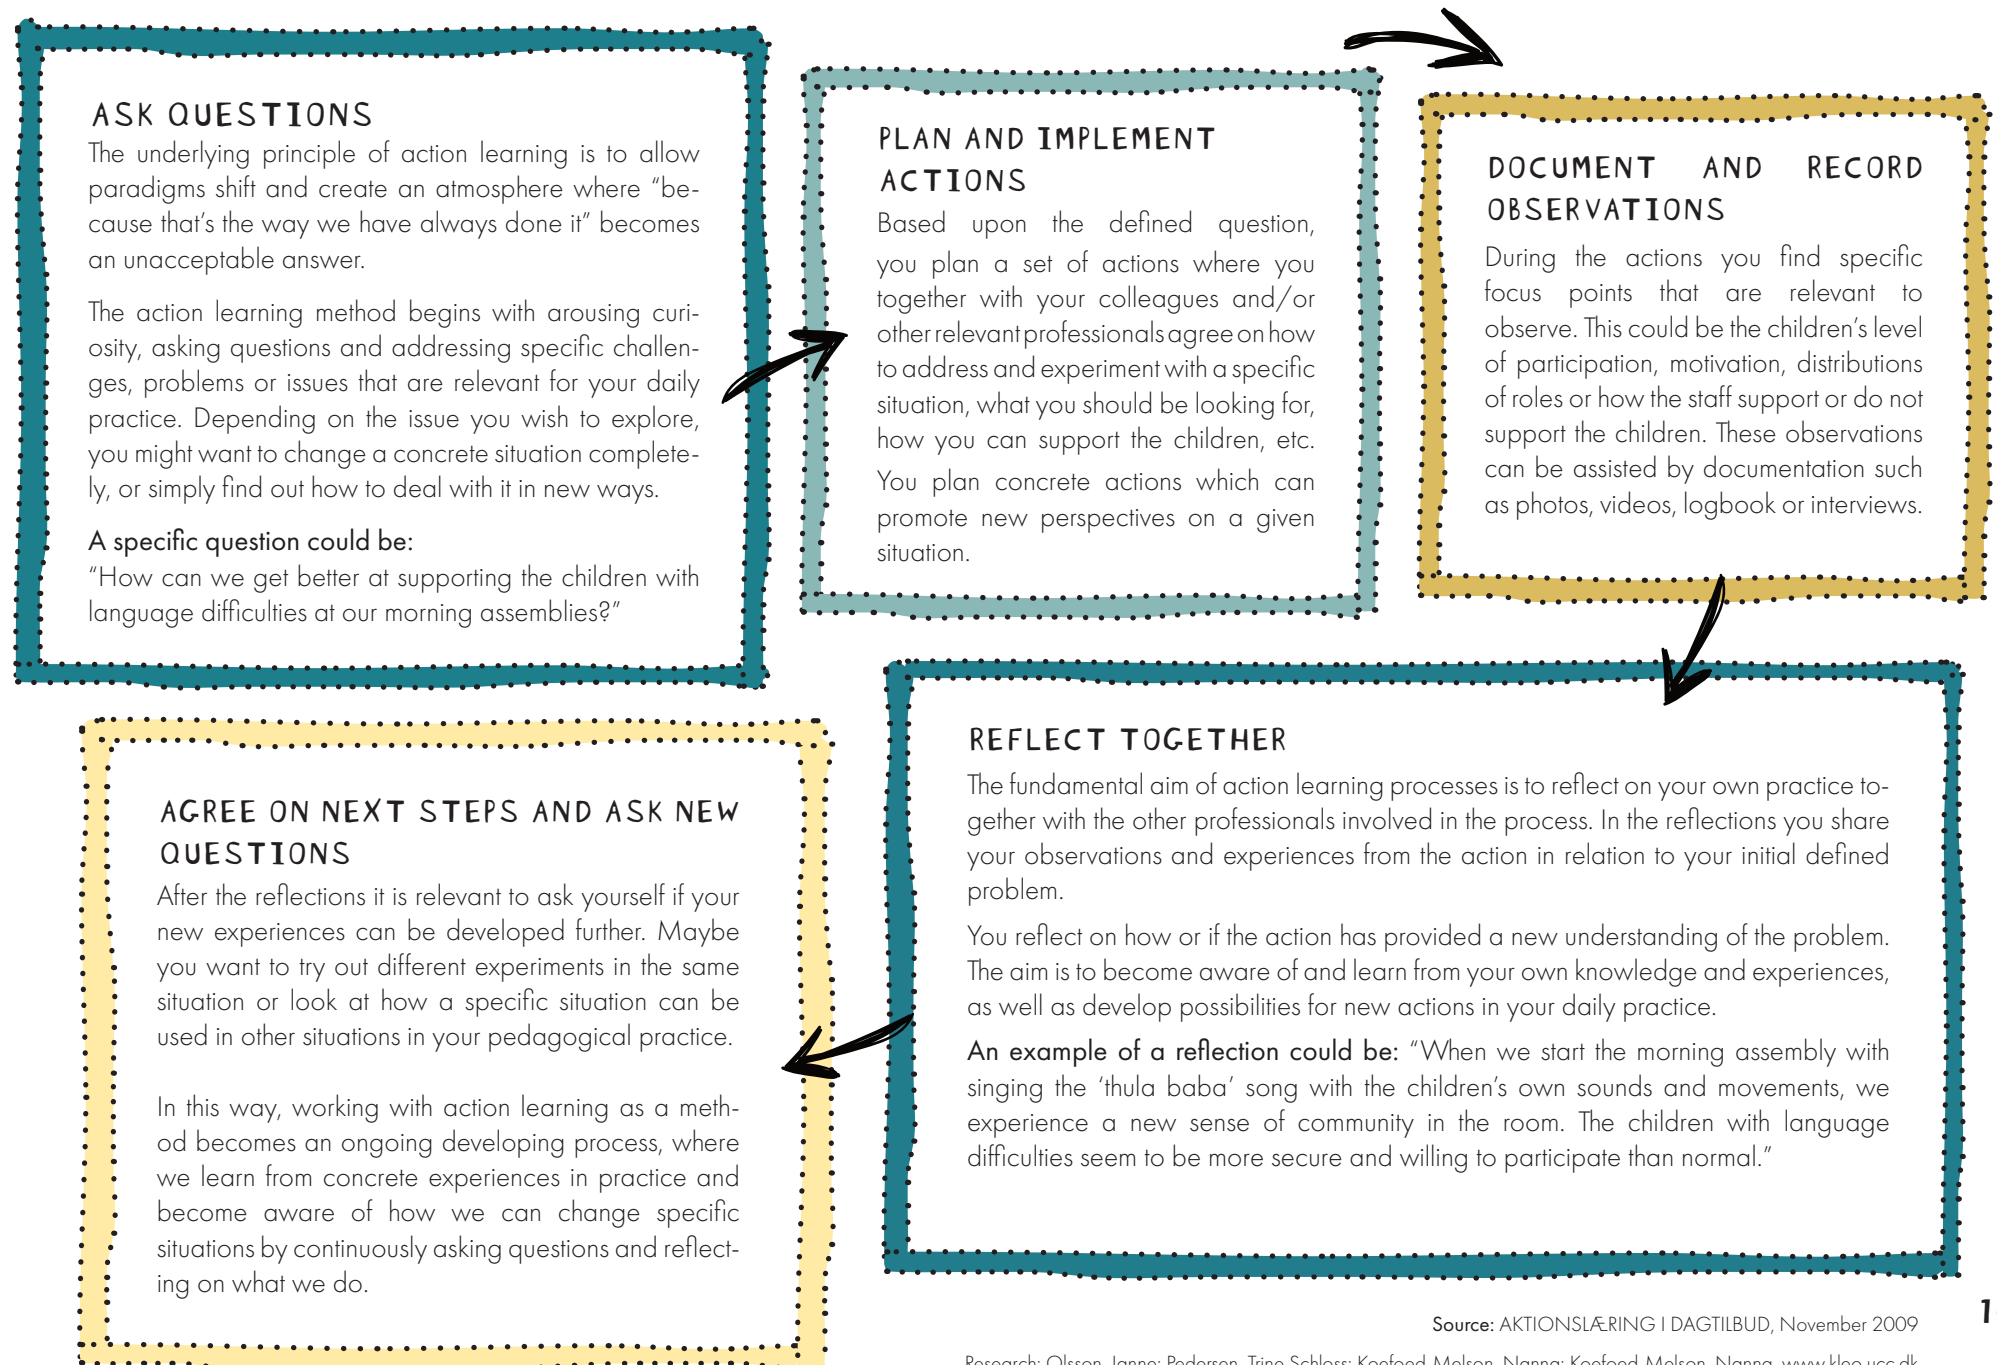 ASK QUESTIONS
The underlying principle of action learning is to allow
paradigms shift and create an atmosphere where “be-
cause that’s the way we have always done it” becomes
an unacceptable answer.
The action learning method begins with arousing curi-
osity, asking questions and addressing specific challen-
ges, problems or issues that are relevant for your daily
practice. Depending on the issue you wish to explore,
you might want to change a concrete situation complete-
ly, or simply find out how to deal with it in new ways.
A specific question could be:
“How can we get better at supporting the children with
language difficulties at our morning assemblies?”
PLAN AND IMPLEMENT
ACTIONS
Based upon the defined question,
you plan a set of actions where you
together with your colleagues and/or
other relevant professionals agree on how
to address and experiment with a specific
situation, what you should be looking for,
how you can support the children, etc.
You plan concrete actions which can
promote new perspectives on a given
situation.
DOCUMENT AND RECORD
OBSERVATIONS
During the actions you find specific
focus points that are relevant to
observe. This could be the children’s level
of participation, motivation, distributions
of roles or how the staff support or do not
support the children. These observations
can be assisted by documentation such
as photos, videos, logbook or interviews.
REFLECT TOGETHER
The fundamental aim of action learning processes is to reflect on your own practice to-
gether with the other professionals involved in the process. In the reflections you share
your observations and experiences from the action in relation to your initial defined
problem.
You reflect on how or if the action has provided a new understanding of the problem.
The aim is to become aware of and learn from your own knowledge and experiences,
as well as develop possibilities for new actions in your daily practice.
An example of a reflection could be: “When we start the morning assembly with
singing the ‘thula baba’ song with the children’s own sounds and movements, we
experience a new sense of community in the room. The children with language
difficulties seem to be more secure and willing to participate than normal.”
AGREE ON NEXT STEPS AND ASK NEW
QUESTIONS
After the reflections it is relevant to ask yourself if your
new experiences can be developed further. Maybe
you want to try out different experiments in the same
situation or look at how a specific situation can be
used in other situations in your pedagogical practice.
In this way, working with action learning as a meth-
od becomes an ongoing developing process, where
we learn from concrete experiences in practice and
become aware of how we can change specific
situations by continuously asking questions and reflect-
ing on what we do.
Source: AKTIONSLÆRING I DAGTILBUD, November 2009
1
Research: Olsson, Janne; Pedersen, Trine Schloss; Koefoed Melson, Nanna; Koefoed Melson, Nanna, www.kleo.ucc.dk